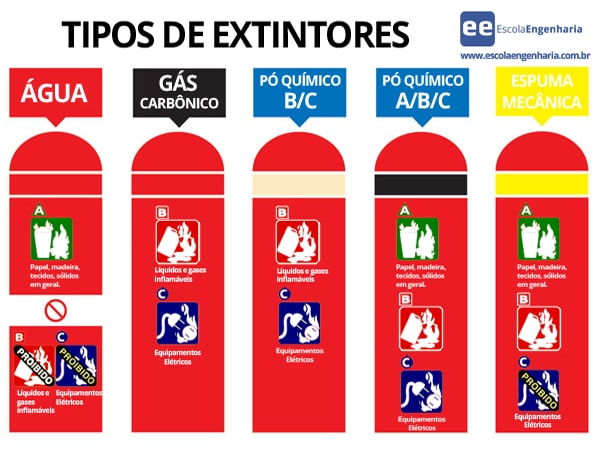 TIPOS DE EXTINTORES
ee EscolaEngenharia
www.escolaengenharia.com.br
ÁGUA
A
Papel, madeira,
tecidos, sólidos
em geral.
B
PROIBIDO
Líquidos e
gases
inflamáveis
C
PROIBIDO
Equipamentos
Elétricos
GÁS
CARBÔNICO
B
Líquidos e gases
inflamáveis
C
Equipamentos
Elétricos
PÓ QUÍMICO
B/C
B
Líquidos e gases
inflamáveis
C
Equipamentos
Elétricos
PÓ QUÍMICO
A/B/C
A
Papel, madeira,
tecidos, sólidos
em geral.
B
C
Equipamentos
Elétricos
ESPUMA
MECÂNICA
A
Papel, madeira,
tecidos, sólidos
em geral.
B
C
PROIBIDO
Equipamentos
Elétricos